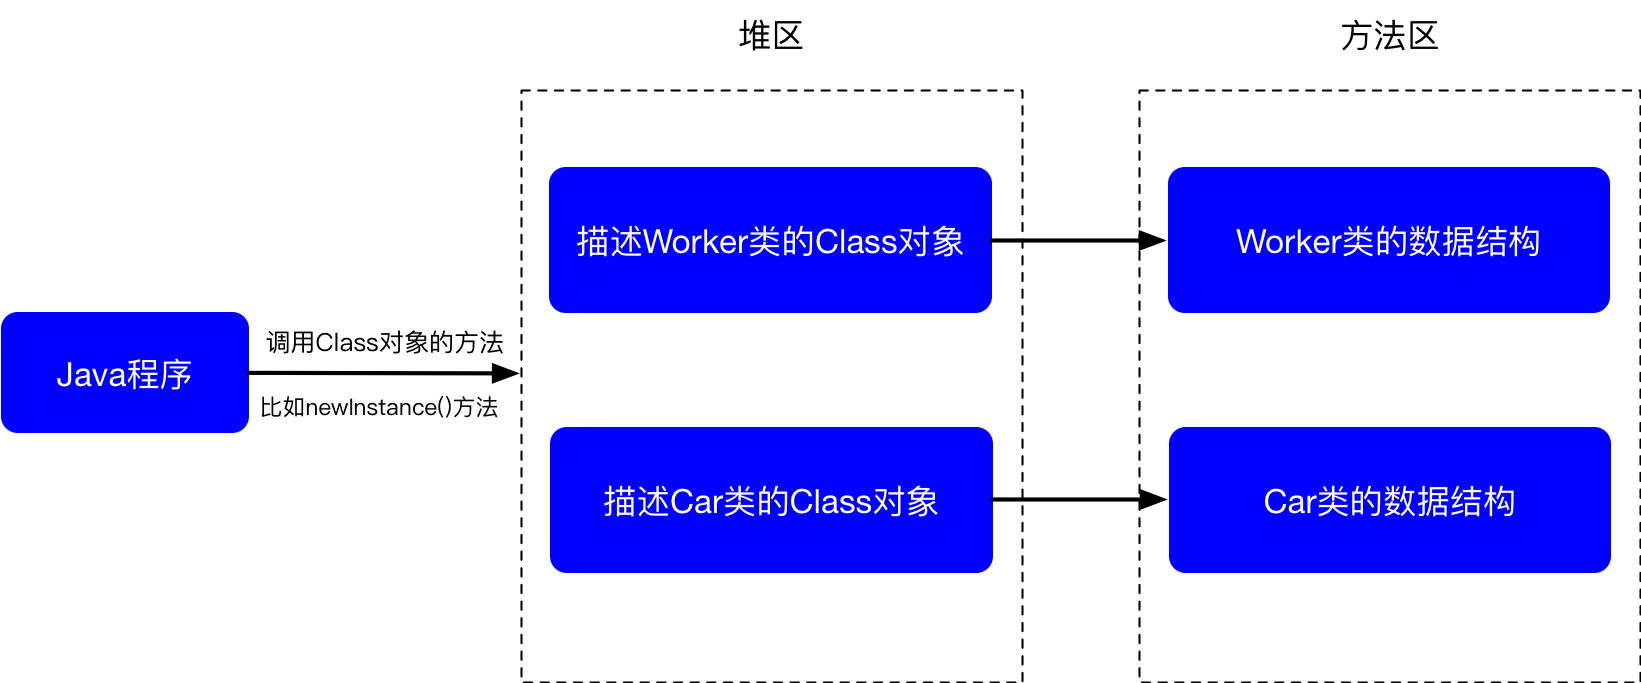 堆区
方法区
描述Worker类的Class对象
Worker类的数据结构
Java程序
调用Class对象的方法
比如newInstance()方法
描述Car类的Class对象
Car类的数据结构